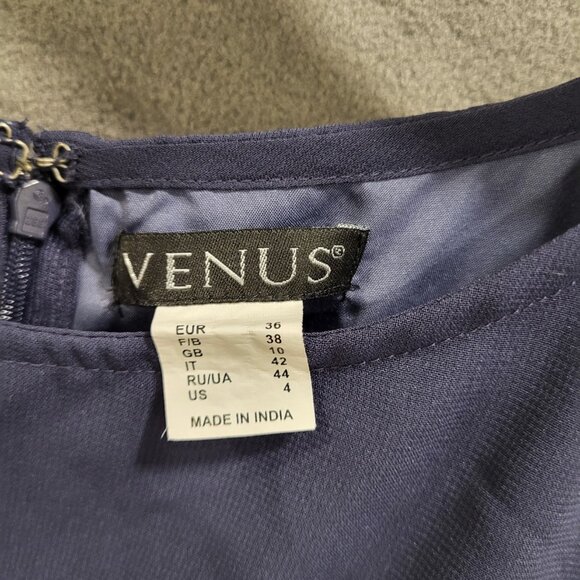 VENUS®
EUR 36
F/B 38
GB 10
IT 42
RU/UA 44
US 4
MADE IN INDIA